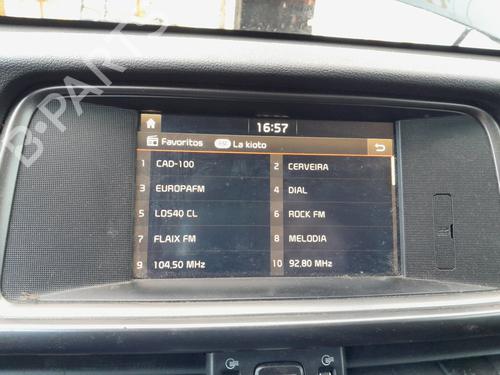 B-PARTS
16:57
Favoritos La kioto
1 CAD-100 2 CERVEIRA
3 EUROPAFM 4 DIAL
5 LOS40 CL 6 ROCK FM
7 FLAIX FM 8 MELODIA
9 104.50 MHz 10 92.80 MHz